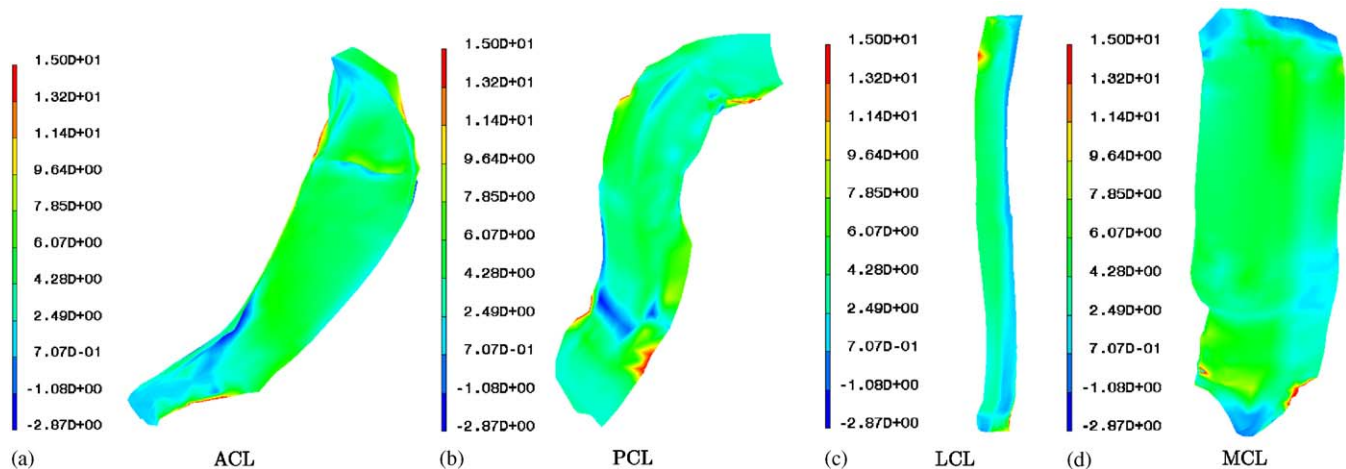 1.50D+01
1.32D+01
1.14D+01
9.64D+00
7.85D+00
6.07D+00
4.28D+00
2.49D+00
7.07D-01
-1.08D+00
-2.87D+00
(a) ACL
1.50D+01
1.32D+01
1.14D+01
9.64D+00
7.85D+00
6.07D+00
4.28D+00
2.49D+00
7.07D-01
-1.08D+00
-2.87D+00
(b) PCL
1.50D+01
1.32D+01
1.14D+01
9.64D+00
7.85D+00
6.07D+00
4.28D+00
2.49D+00
7.07D-01
-1.08D+00
-2.87D+00
(c) LCL
1.50D+01
1.32D+01
1.14D+01
9.64D+00
7.85D+00
6.07D+00
4.28D+00
2.49D+00
7.07D-01
-1.08D+00
-2.87D+00
(d) MCL